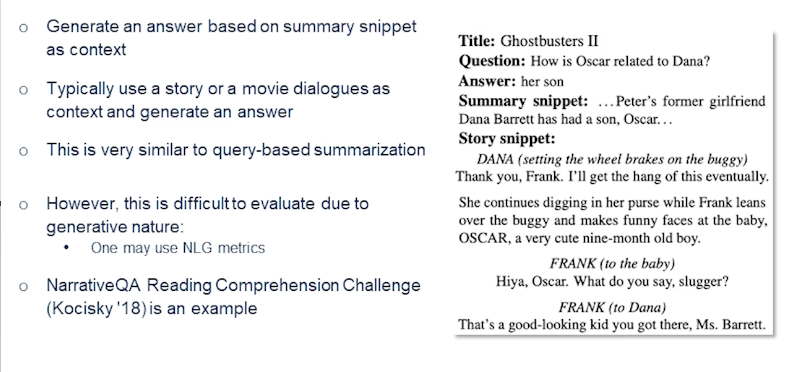 ○ Generate an answer based on summary snippet
as context
○ Typically use a story or a movie dialogues as
context and generate an answer
○ This is very similar to query-based summarization
○ However, this is difficult to evaluate due to
generative nature:
• One may use NLG metrics
○ NarrativeQA Reading Comprehension Challenge
(Kocisky '18) is an example
Title: Ghostbusters II
Question: How is Oscar related to Dana?
Answer: her son
Summary snippet: ...Peter's former girlfriend
Dana Barrett has had a son, Oscar...
Story snippet:
DANA (setting the wheel brakes on the buggy)
Thank you, Frank. I'll get the hang of this eventually.
She continues digging in her purse while Frank leans
over the buggy and makes funny faces at the baby,
OSCAR, a very cute nine-month old boy.
FRANK (to the baby)
Hiya, Oscar. What do you say, slugger?
FRANK (to Dana)
That's a good-looking kid you got there, Ms. Barrett.